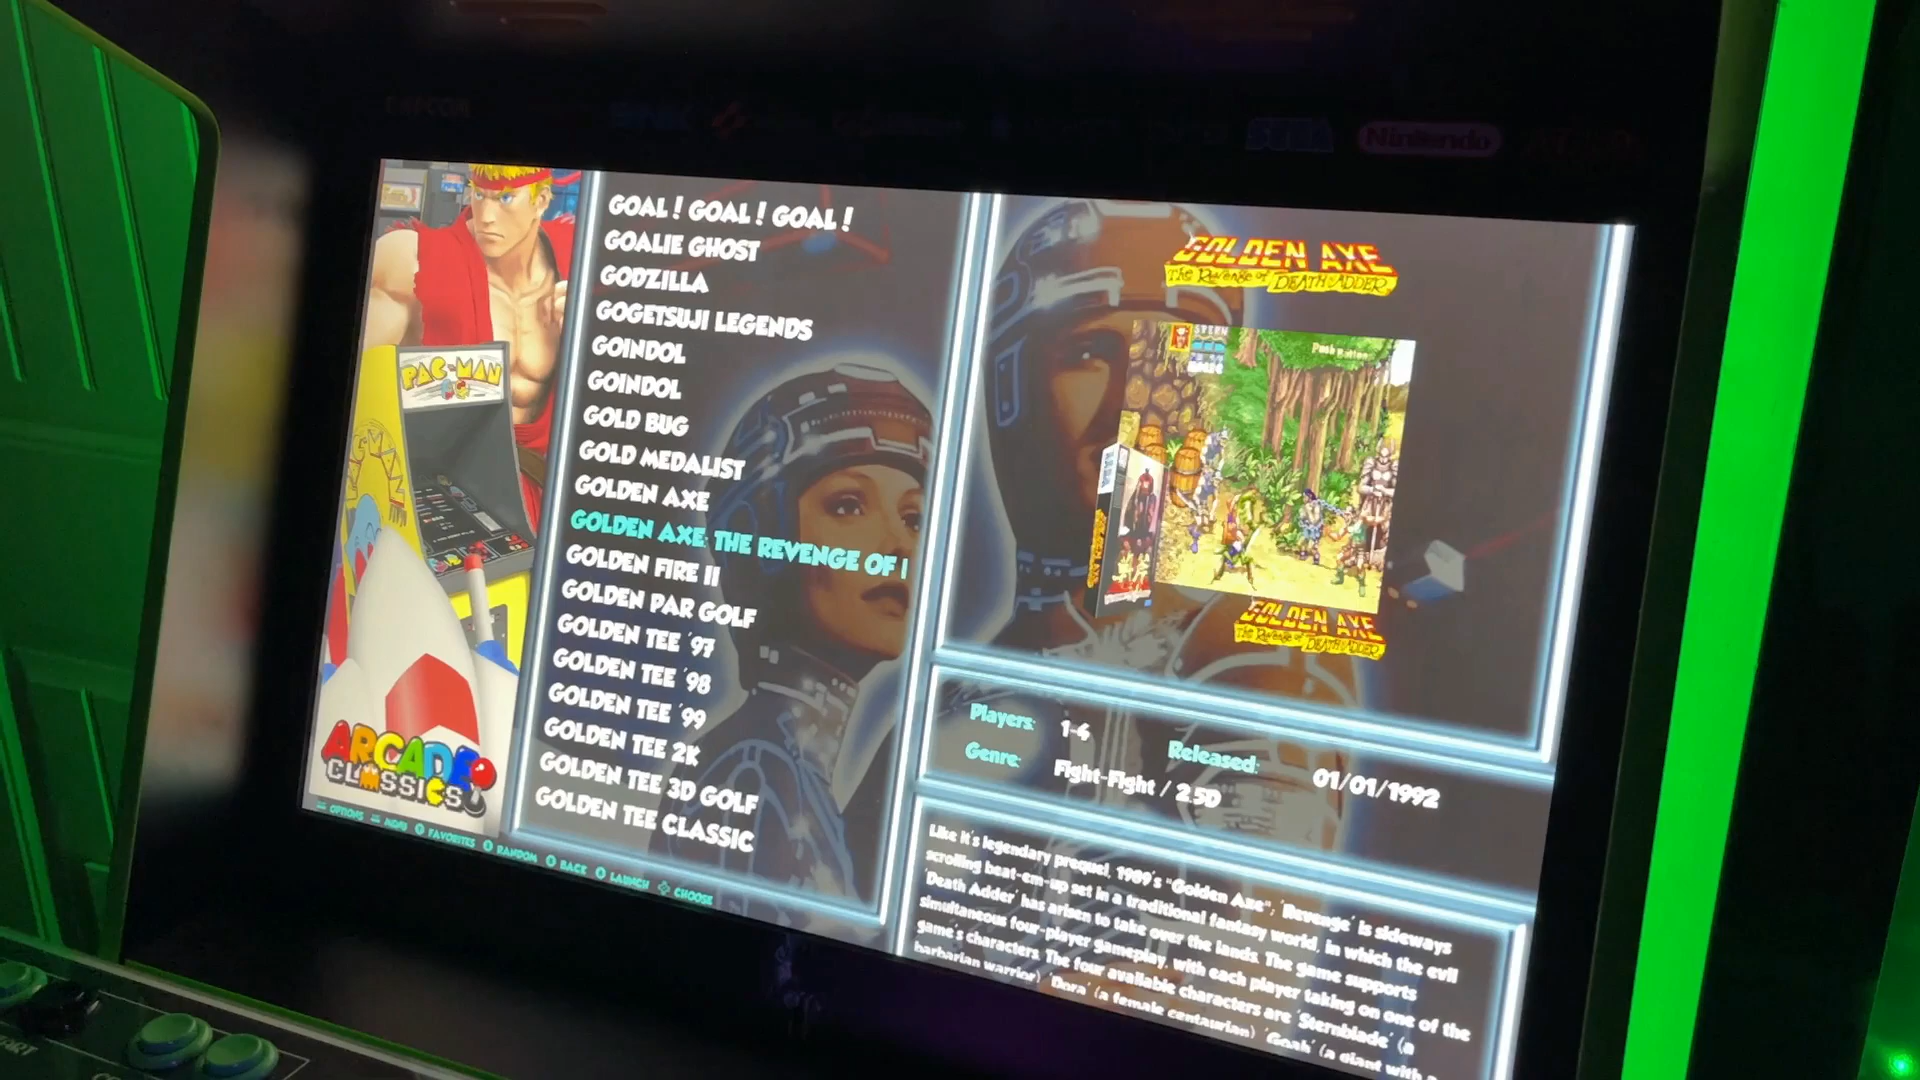 CAPCOM
SEGA
Nintendo
PAC-MAN
PAC-MAN
ARCADE
CLASSICS
GOAL! GOAL! GOAL!
GOALIE GHOST
GODZILLA
GOGETSUJI LEGENDS
GOINDOL
GOINDOL
GOLD BUG
GOLD MEDALIST
GOLDEN AXE
GOLDEN AXE: THE REVENGE OF
GOLDEN FIRE II
GOLDEN PAR GOLF
GOLDEN TEE '97
GOLDEN TEE '98
GOLDEN TEE '99
GOLDEN TEE 2K
GOLDEN TEE 3D GOLF
GOLDEN TEE CLASSIC
OPTIONS MENU FAVORITES RANDOM BACK LAUNCH CHOOSE
GOLDEN AXE
The Revenge of DEATH ADDER
STERN
Push Button
GOLDEN AXE
The Revenge of DEATH ADDER
Players: 1-4 Released: 01/01/1992
Genre: Fight-Fight / 2.5D
Like it's legendary prequel, 1989's "Golden Axe", 'Revenge' is sideways
scrolling beat-em-up set in a traditional fantasy world, in which the evil
'Death Adder' has arisen to take over the lands. The game supports
simultaneous four-player gameplay, with each player taking on one of the
game's characters. The four available characters are 'Sternblade' (a
barbarian warrior) 'Dora' (a female centaurian) 'Goah' (a giant with a